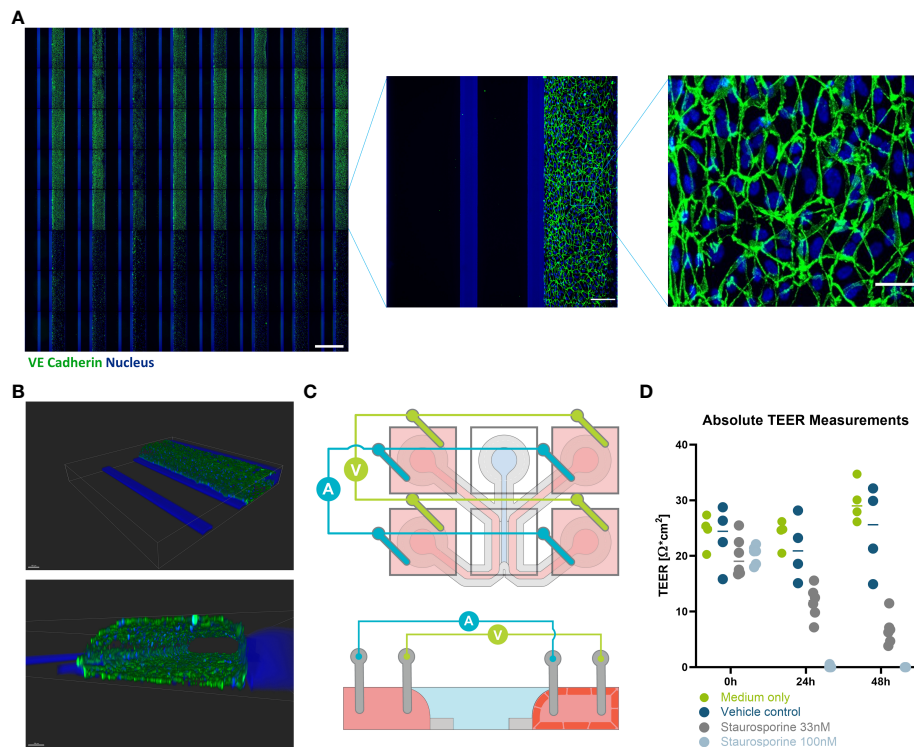 A
VE Cadherin Nucleus
B
C
A
V
A
V
D
Absolute TEER Measurements
TEER [Ω*cm2]
40
30
20
10
0
0h
24h
48h
Medium only
Vehicle control
Staurosporine 33nM
Staurosporine 100nM